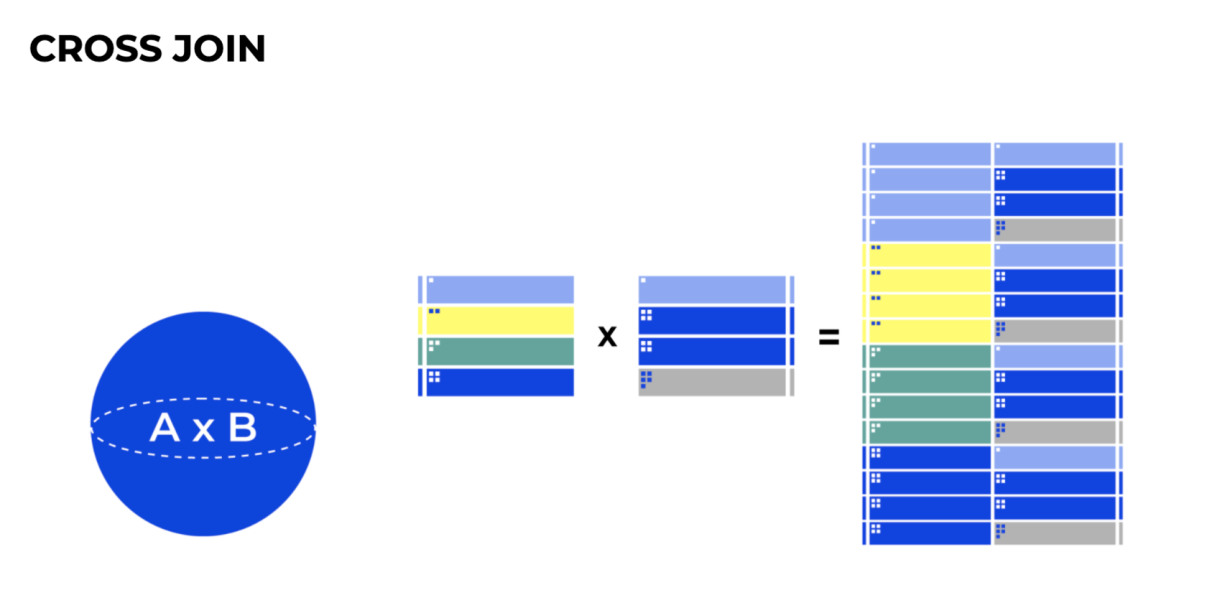 CROSS JOIN
A x B
x
=